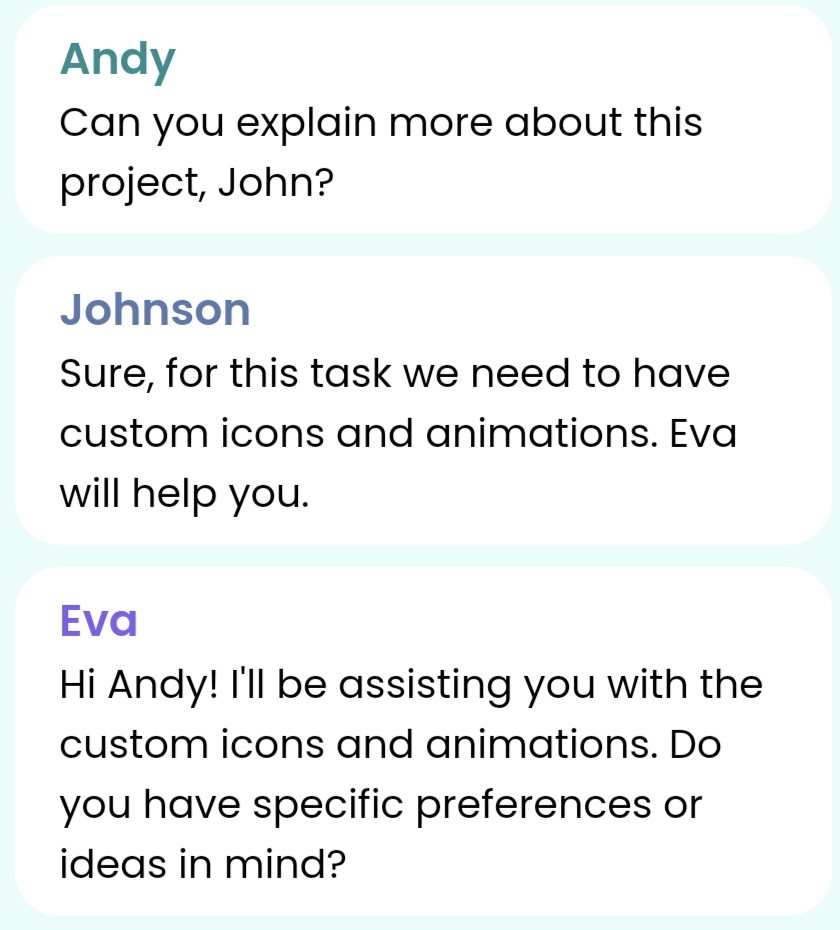 Andy
Can you explain more about this
project, John?
Johnson
Sure, for this task we need to have
custom icons and animations. Eva
will help you.
Eva
Hi Andy! I'll be assisting you with the
custom icons and animations. Do
you have specific preferences or
ideas in mind?